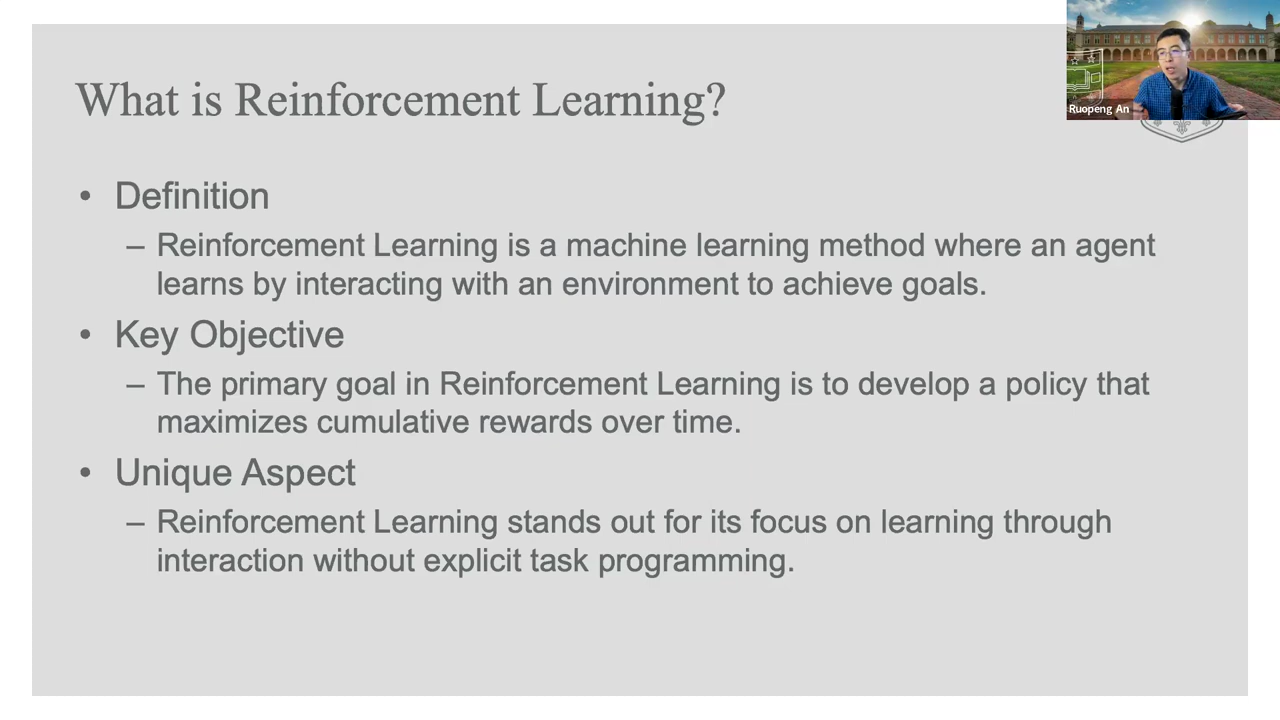 What is Reinforcement Learning?
Ruopeng An
• Definition
– Reinforcement Learning is a machine learning method where an agent
learns by interacting with an environment to achieve goals.
• Key Objective
– The primary goal in Reinforcement Learning is to develop a policy that
maximizes cumulative rewards over time.
• Unique Aspect
– Reinforcement Learning stands out for its focus on learning through
interaction without explicit task programming.